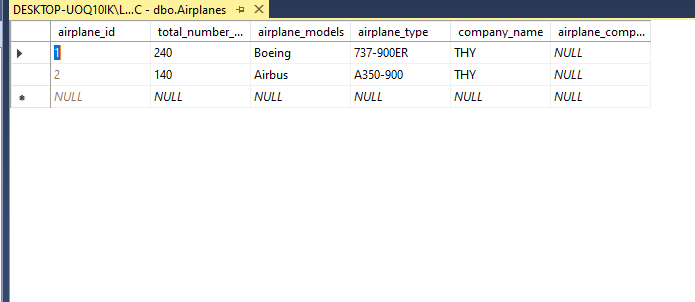 DESKTOP-UOQ10IK\L...C - dbo.Airplanes
airplane_id total_number_... airplane_models airplane_type company_name airplane_comp...
1 240 Boeing 737-900ER THY NULL
2 140 Airbus A350-900 THY NULL
NULL NULL NULL NULL NULL NULL